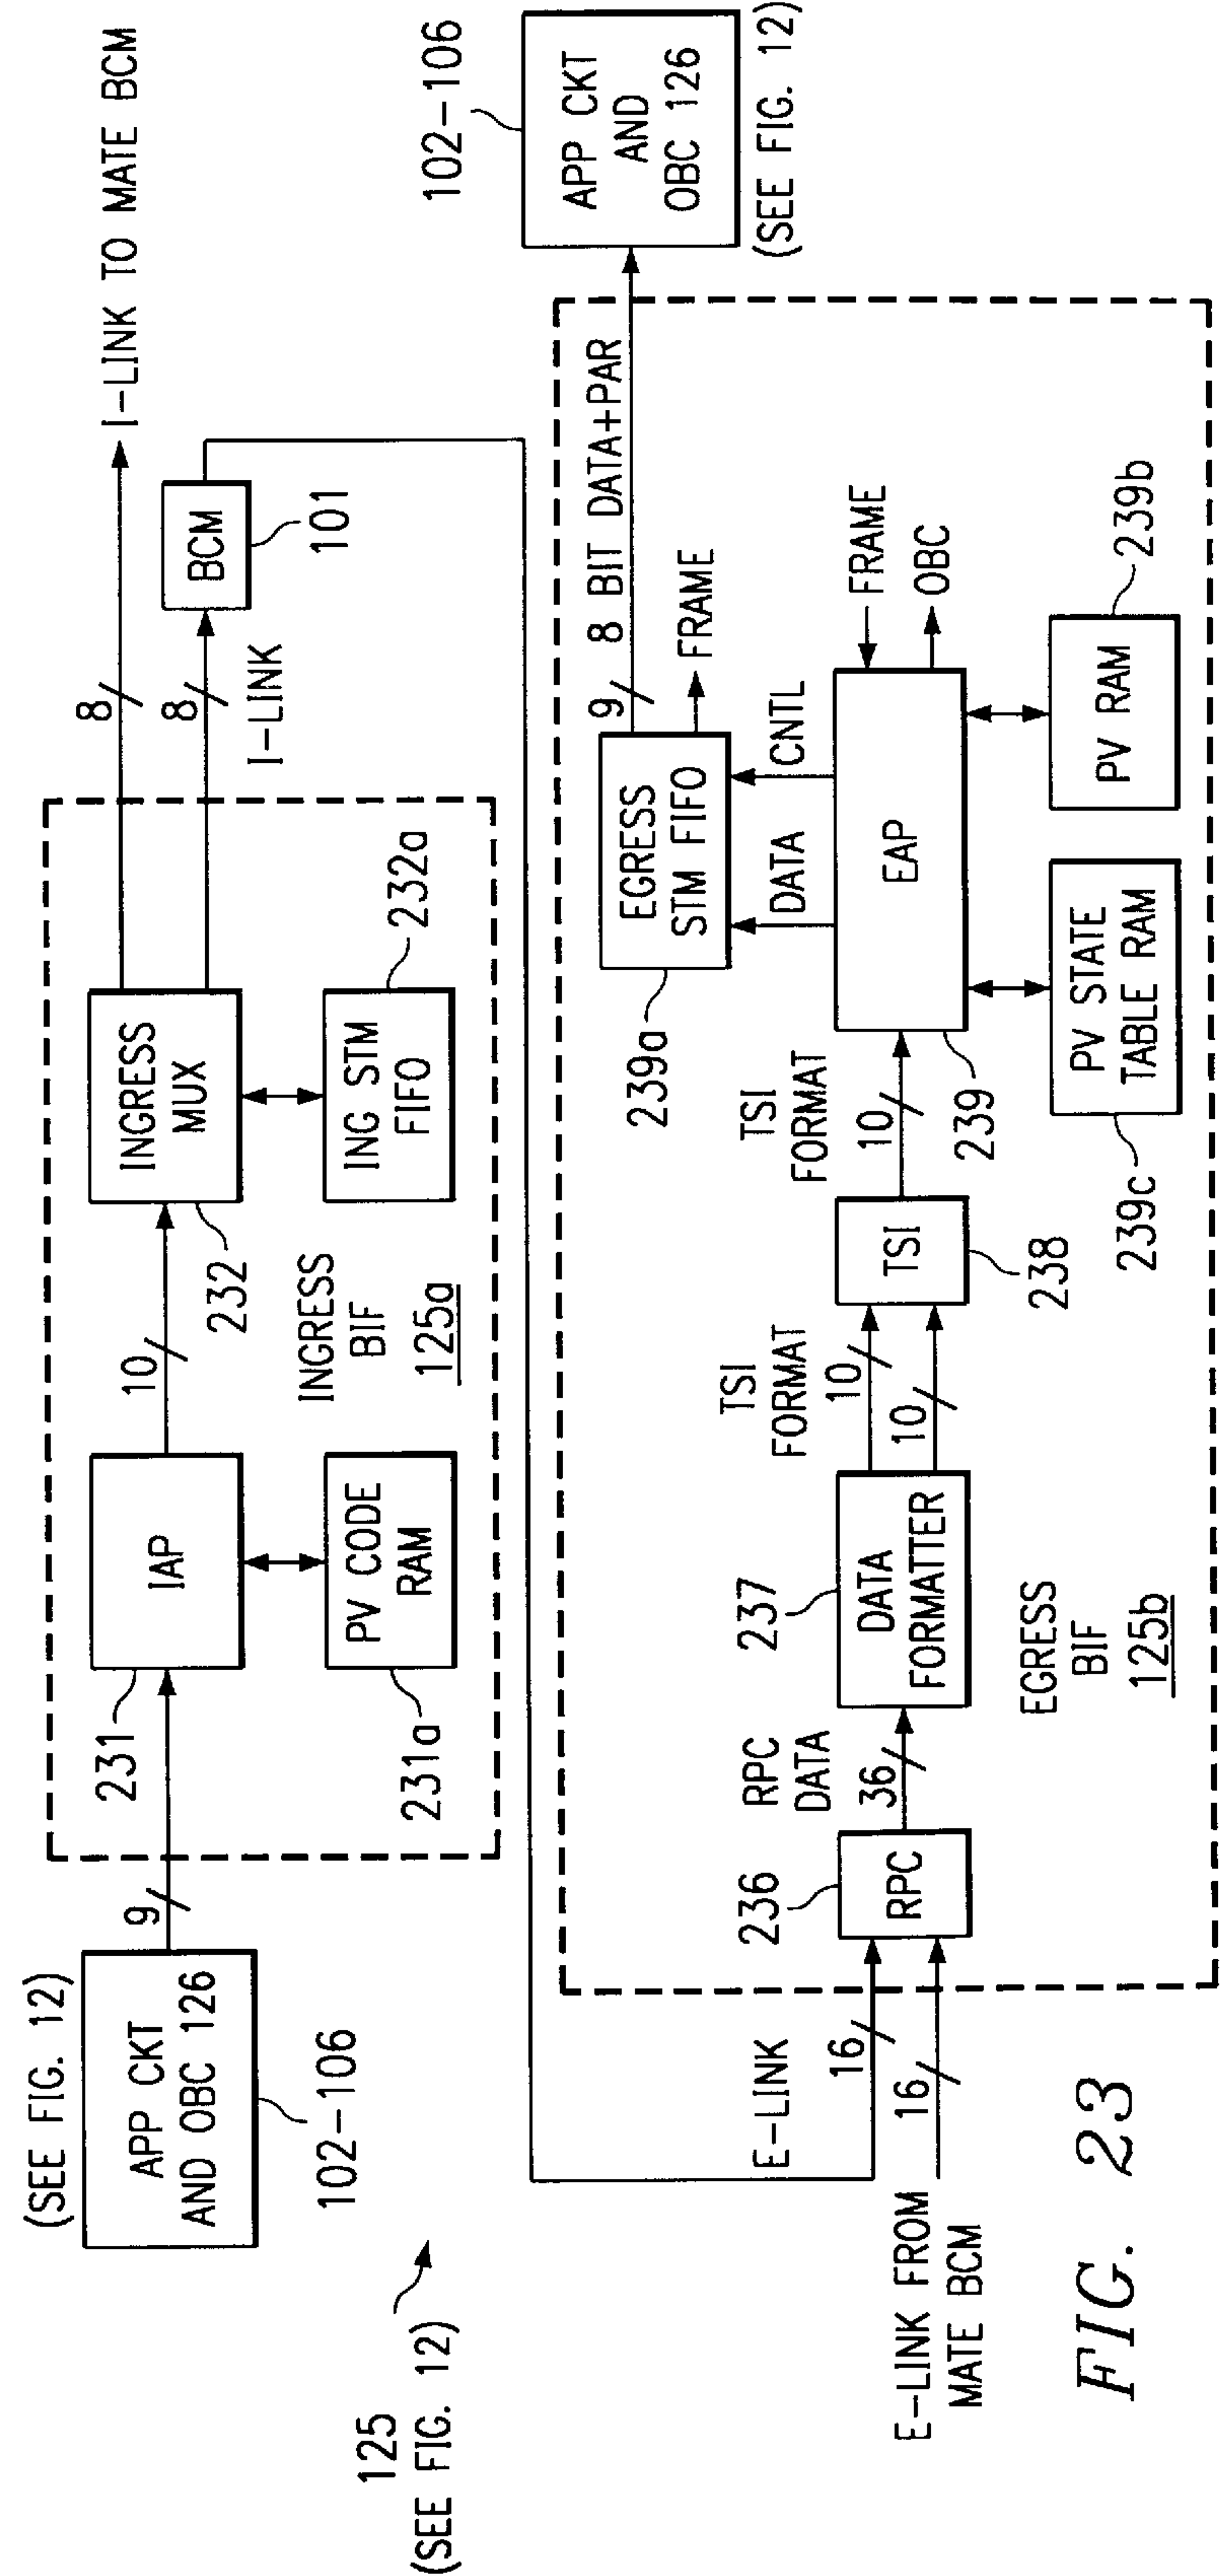 (SEE FIG. 12)
APP CKT
AND OBC 126
102-106
9
231
IAP
PV CODE
RAM
231a
10
232
INGRESS
MUX
ING STM
FIFO
232a
INGRESS
BIF
125a
8
I-LINK TO MATE BCM
8
I-LINK
BCM
101
125
(SEE FIG. 12)
E-LINK
16
16
E-LINK FROM
MATE BCM
236
RPC
RPC
DATA
36
237
DATA
FORMATTER
TSI
FORMAT
10
10
TSI
238
TSI
FORMAT
10
239
EAP
DATA
CNTL
239a
EGRESS
STM FIFO
FRAME
9
8 BIT DATA+PAR
FRAME
OBC
PV STATE
TABLE RAM
239c
PV RAM
239b
EGRESS
BIF
125b
102-106
APP CKT
AND
OBC 126
(SEE FIG. 12)
FIG. 23